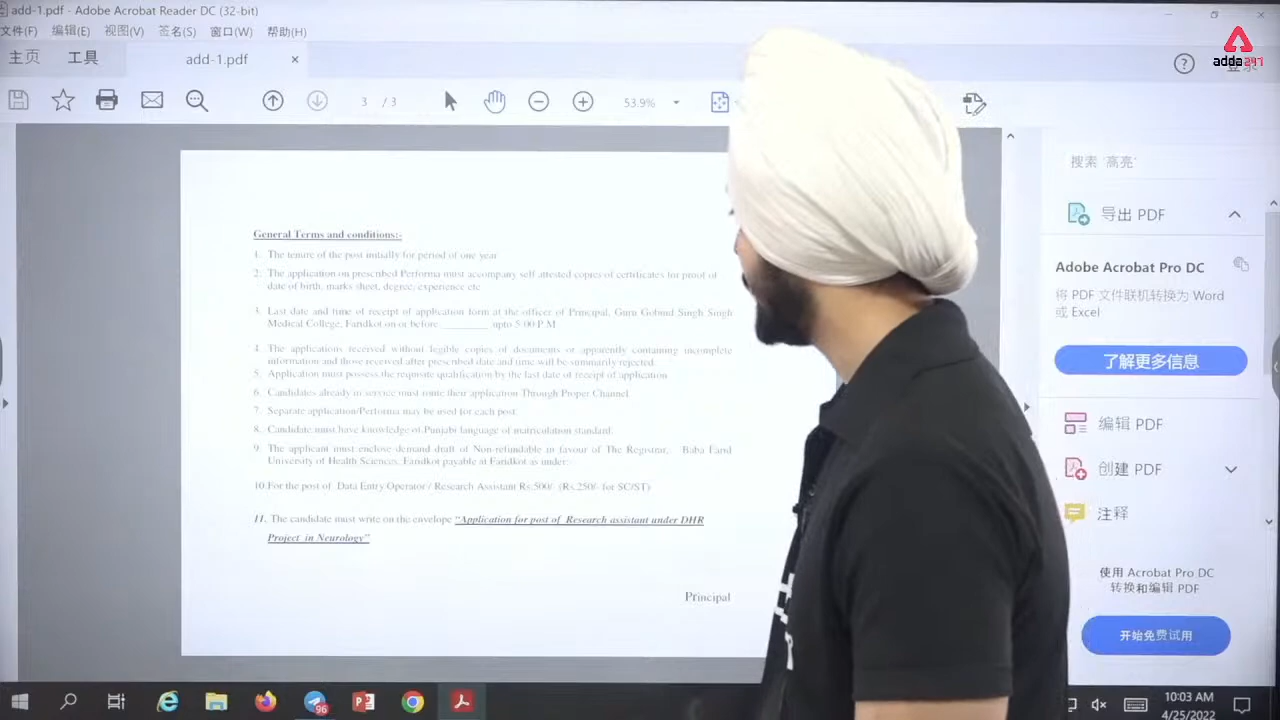 add-1.pdf - Adobe Acrobat Reader DC (32-bit)
文件(F) 编辑(E) 视图(V) 签名(S) 窗口(W) 帮助(H)
主页 工具 add-1.pdf ×
adda247
3 / 3 53.9%
General Terms and conditions:-
1. The tenure of the post initially for period of one year
2. The application on prescribed Performa must accompany self attested copies of certificates for proof of
date of birth, marks sheet, degree, experience etc
3. Last date and time of receipt of application form at the officer of Principal, Guru Gobind Singh Singh
Medical College, Faridkot on or before ________ upto 5:00 P.M
4. The applications received without legible copies of documents or apparently containing incomplete
information and those received after prescribed date and time will be summarily rejected.
5. Application must possess the requisite qualification by the last date of receipt of application
6. Candidates already in service must route their application Through Proper Channel.
7. Separate application/Performa may be used for each post
8. Candidate must have knowledge of Punjabi language of matriculation standard.
9. The applicant must enclose demand draft of Non-refundable in favour of The Registrar, Baba Farid
University of Health Sciences, Faridkot payable at Faridkot as under:-
10.For the post of Data Entry Operator / Research Assistant Rs.500/- (Rs.250/- for SC/ST)
11. The candidate must write on the envelope “Application for post of Research assistant under DHR
Project in Neurology”
Principal
搜索 '高亮'
导出 PDF
Adobe Acrobat Pro DC
将 PDF 文件联机转换为 Word
或 Excel
了解更多信息
编辑 PDF
创建 PDF
注释
使用 Acrobat Pro DC
转换和编辑 PDF
开始免费试用
96
10:03 AM
4/25/2022